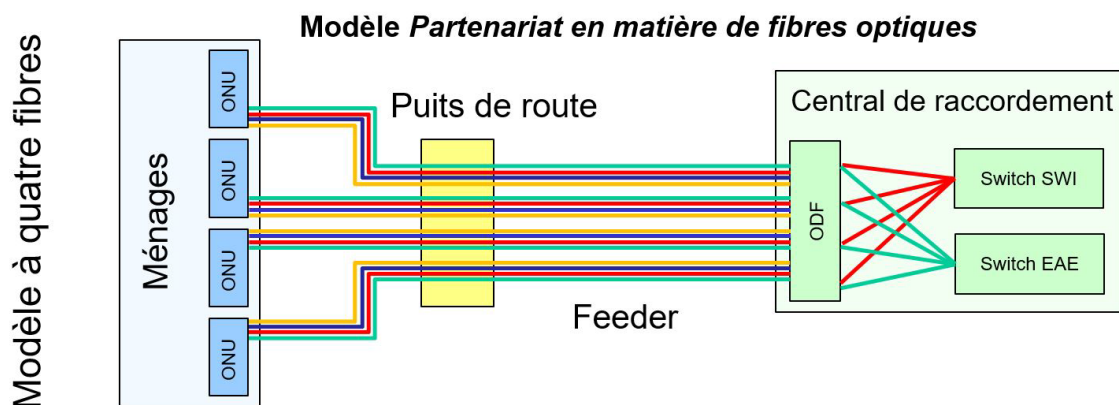 Modèle Partenariat en matière de fibres optiques
Modèle à quatre fibres
Ménages
ONU
ONU
ONU
ONU
Puits de route
Feeder
Central de raccordement
ODF
Switch SWI
Switch EAE